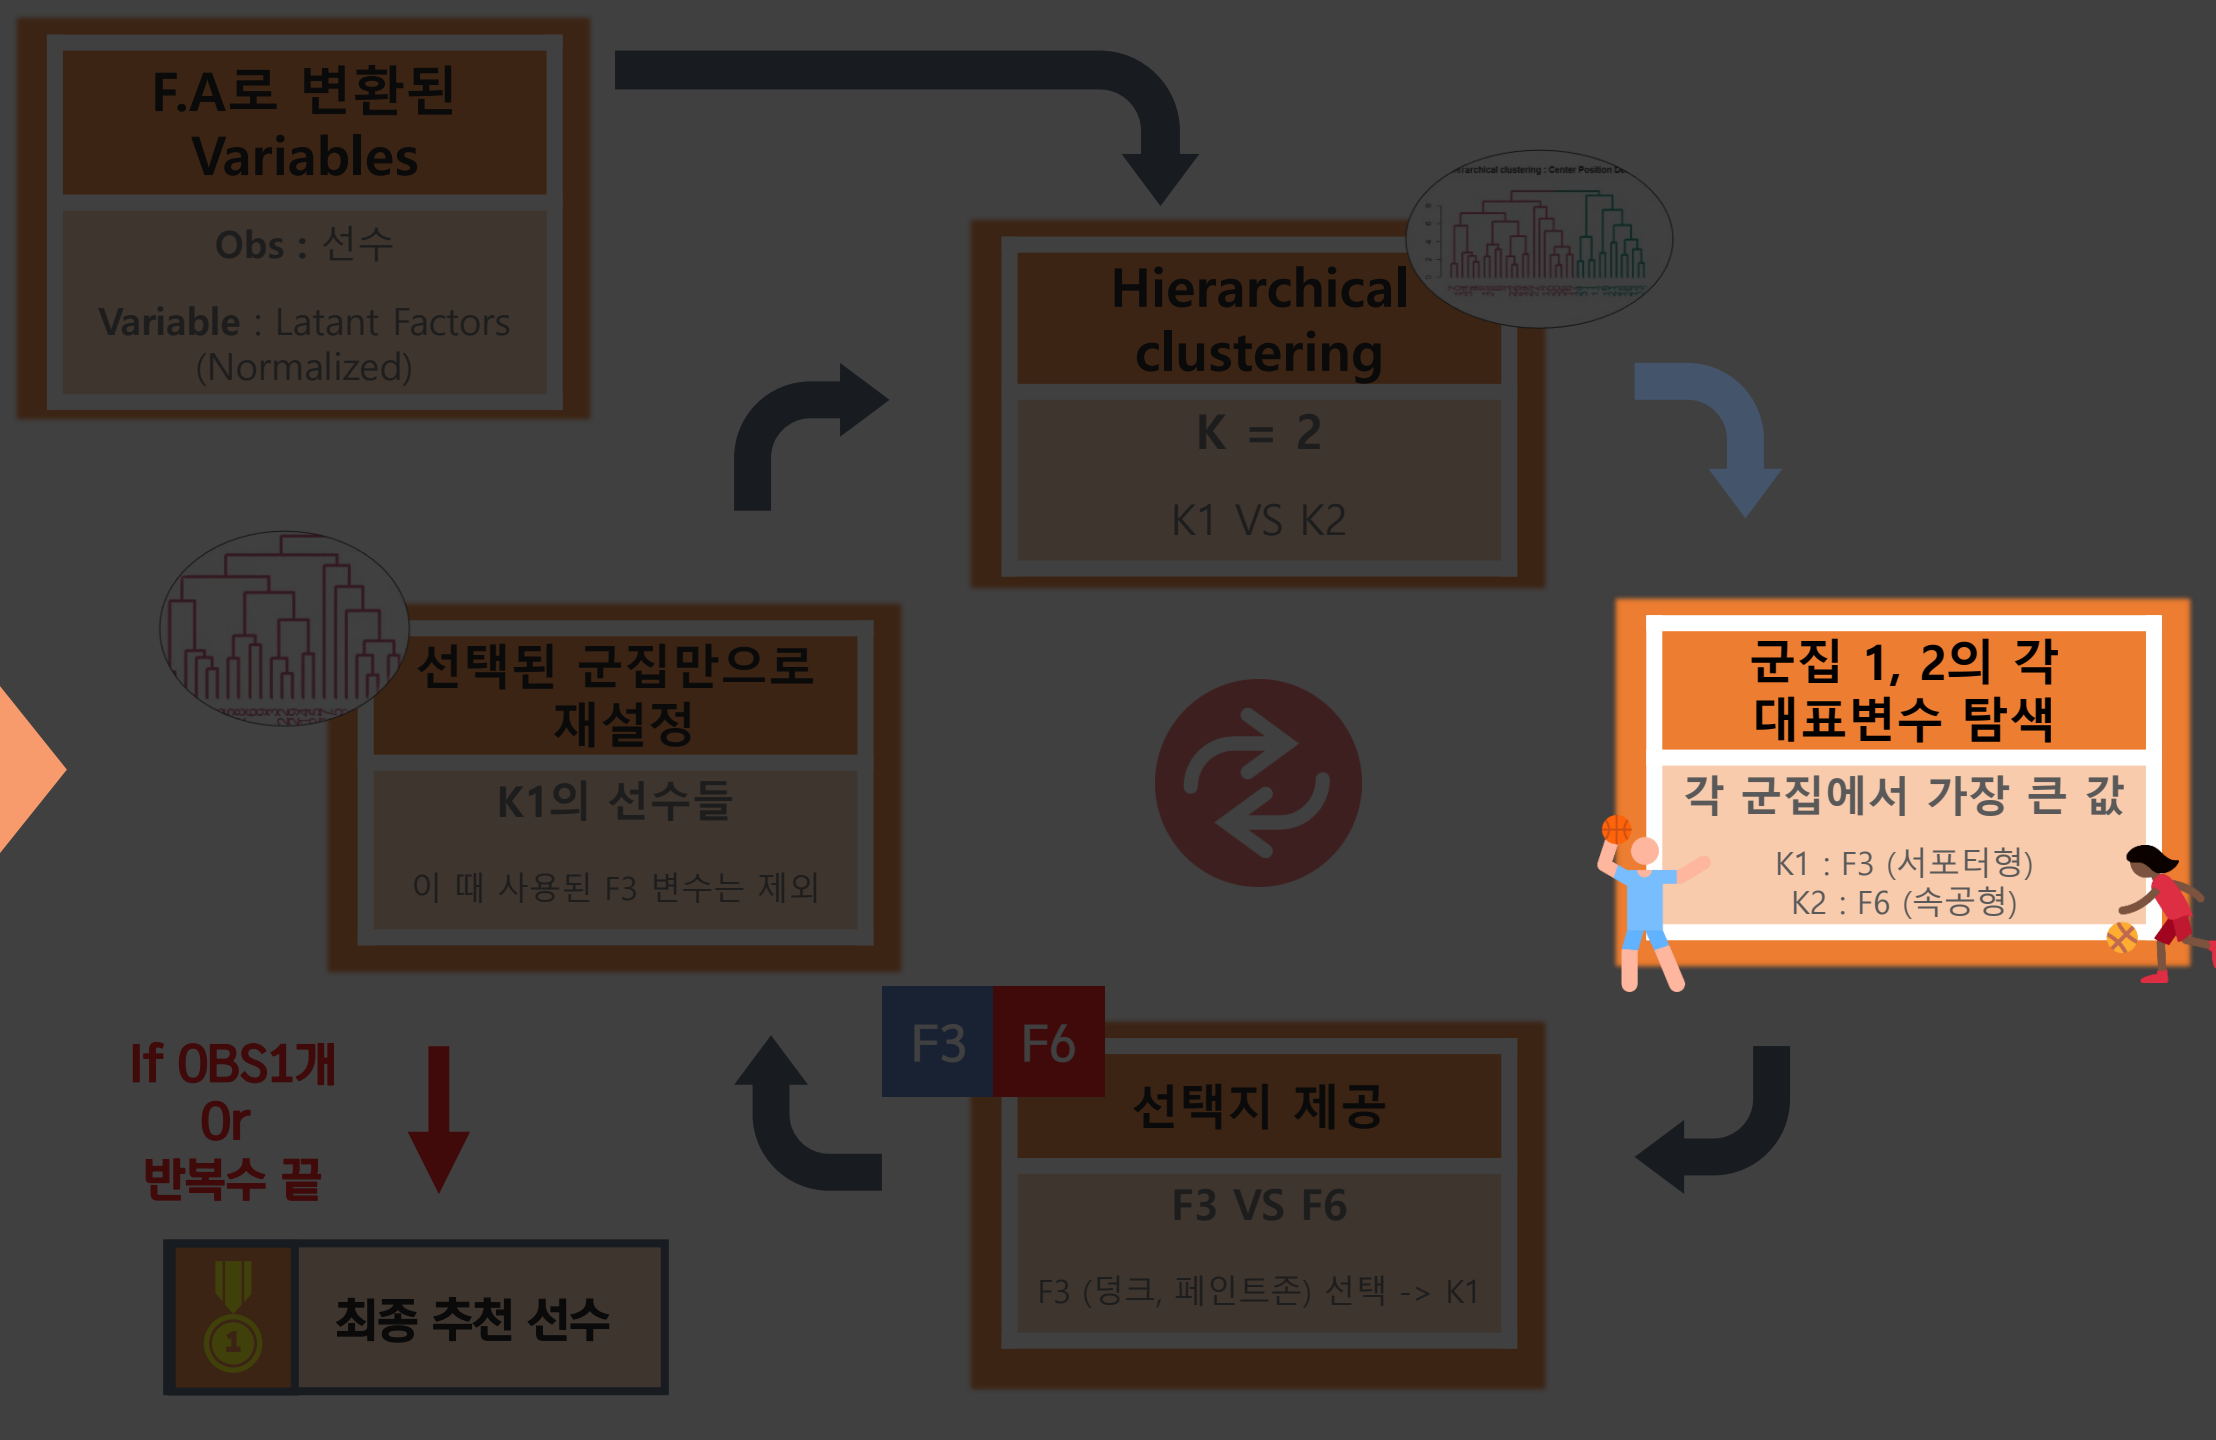 F.A로 변환된
Variables
Obs : 선수
Variable : Latant Factors
(Normalized)
Hierarchical clustering : Center Position
Hierarchical
clustering
K = 2
K1 VS K2
군집 1, 2의 각
대표변수 탐색
각 군집에서 가장 큰 값
K1 : F3 (서포터형)
K2 : F6 (속공형)
선택된 군집만으로
재설정
K1의 선수들
이 때 사용된 F3 변수는 제외
F3 F6
선택지 제공
F3 VS F6
F3 (덩크, 페인트존) 선택 -> K1
If OBS1개
Or
반복수 끝
1
최종 추천 선수